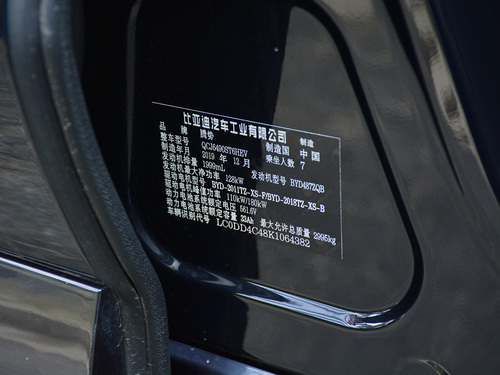 比亚迪汽车工业有限公司 制造
品 牌 腾势 制造国 中国
整车型号 QCJ6490ST6HEV 乘坐人数 7
制造年月 2019 年 12 月
发动机排量 1999mL 发动机型号 BYD487ZQB
发动机最大净功率 128kW
驱动电机型号 BYD-2011TZ-XS-F/BYD-2018TZ-XS-B
驱动电机峰值功率 110kW/180kW
动力电池系统额定电压 561.6V
动力电池系统额定容量 33Ah 最大允许总质量 2995kg
车辆识别代号 LC0DD4C48K1064382